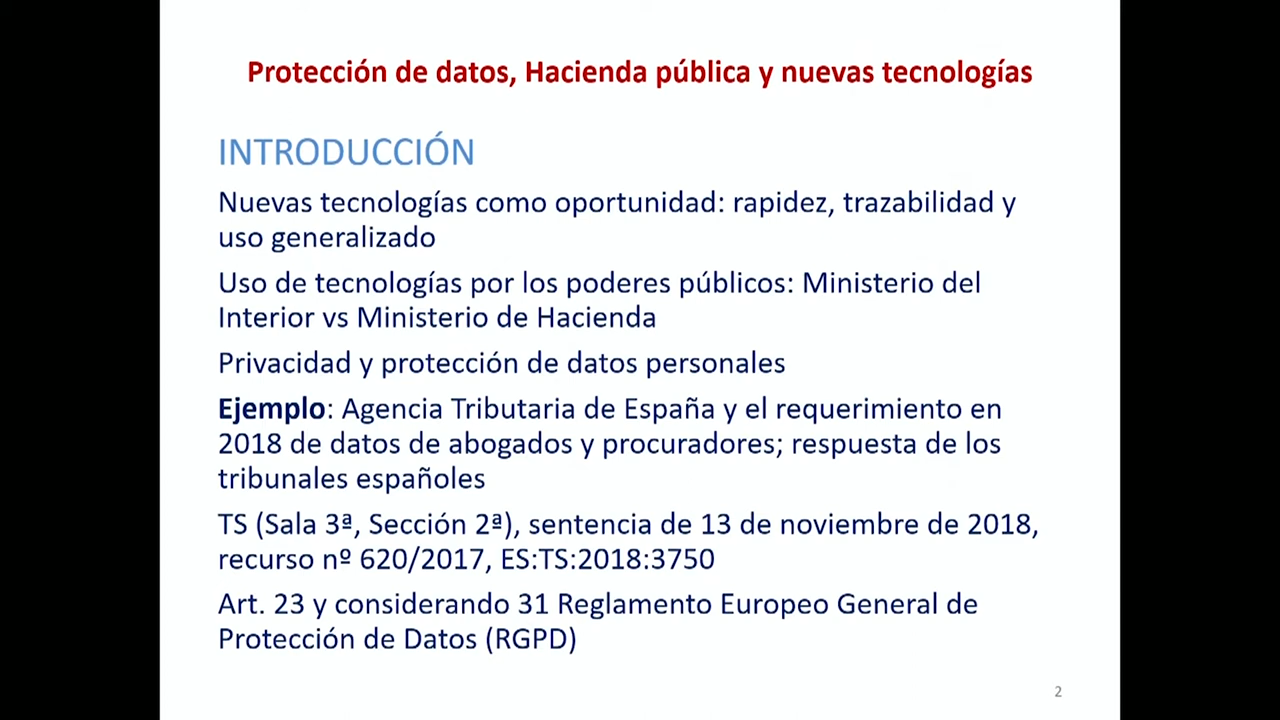 Protección de datos, Hacienda pública y nuevas tecnologías
INTRODUCCIÓN
Nuevas tecnologías como oportunidad: rapidez, trazabilidad y
uso generalizado
Uso de tecnologías por los poderes públicos: Ministerio del
Interior vs Ministerio de Hacienda
Privacidad y protección de datos personales
Ejemplo: Agencia Tributaria de España y el requerimiento en
2018 de datos de abogados y procuradores; respuesta de los
tribunales españoles
TS (Sala 3ª, Sección 2ª), sentencia de 13 de noviembre de 2018,
recurso nº 620/2017, ES:TS:2018:3750
Art. 23 y considerando 31 Reglamento Europeo General de
Protección de Datos (RGPD)
2